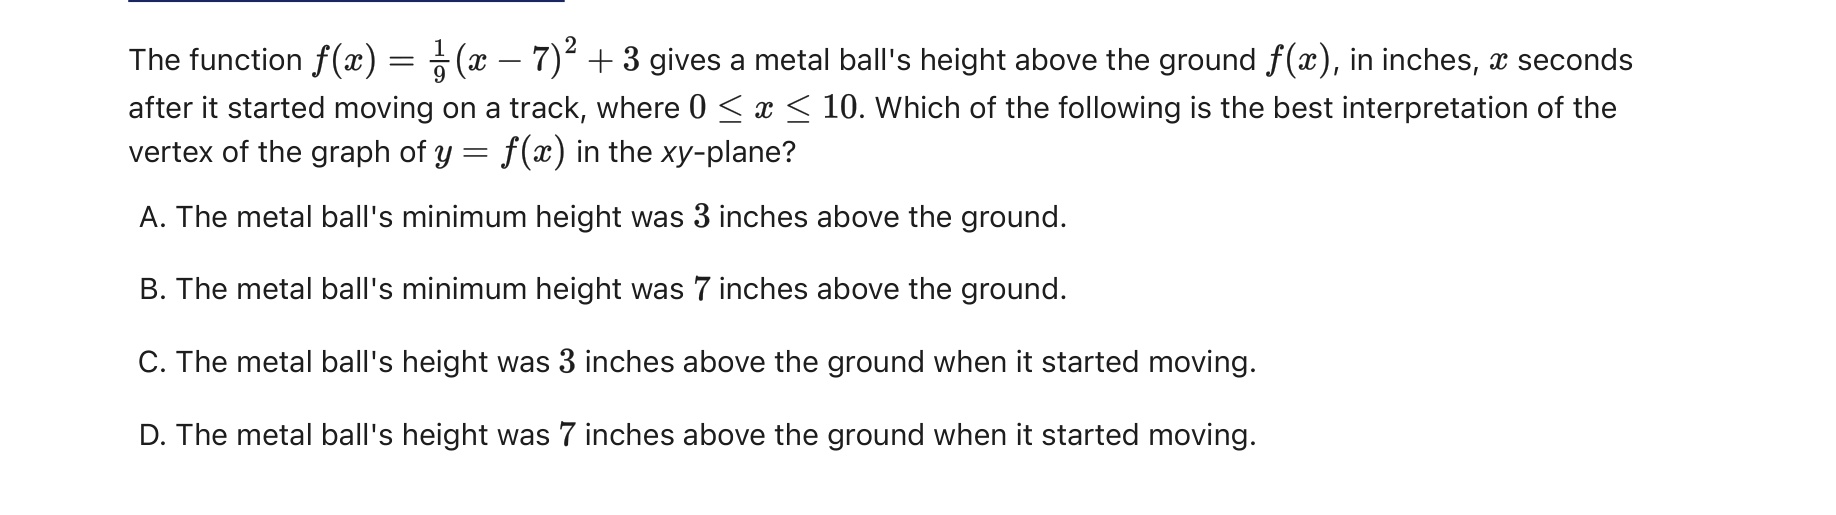 The function f(x) = 1/9 (x − 7)² + 3 gives a metal ball's height above the ground f(x), in inches, x seconds
after it started moving on a track, where 0 ≤ x ≤ 10. Which of the following is the best interpretation of the
vertex of the graph of y = f(x) in the xy-plane?
A. The metal ball's minimum height was 3 inches above the ground.
B. The metal ball's minimum height was 7 inches above the ground.
C. The metal ball's height was 3 inches above the ground when it started moving.
D. The metal ball's height was 7 inches above the ground when it started moving.